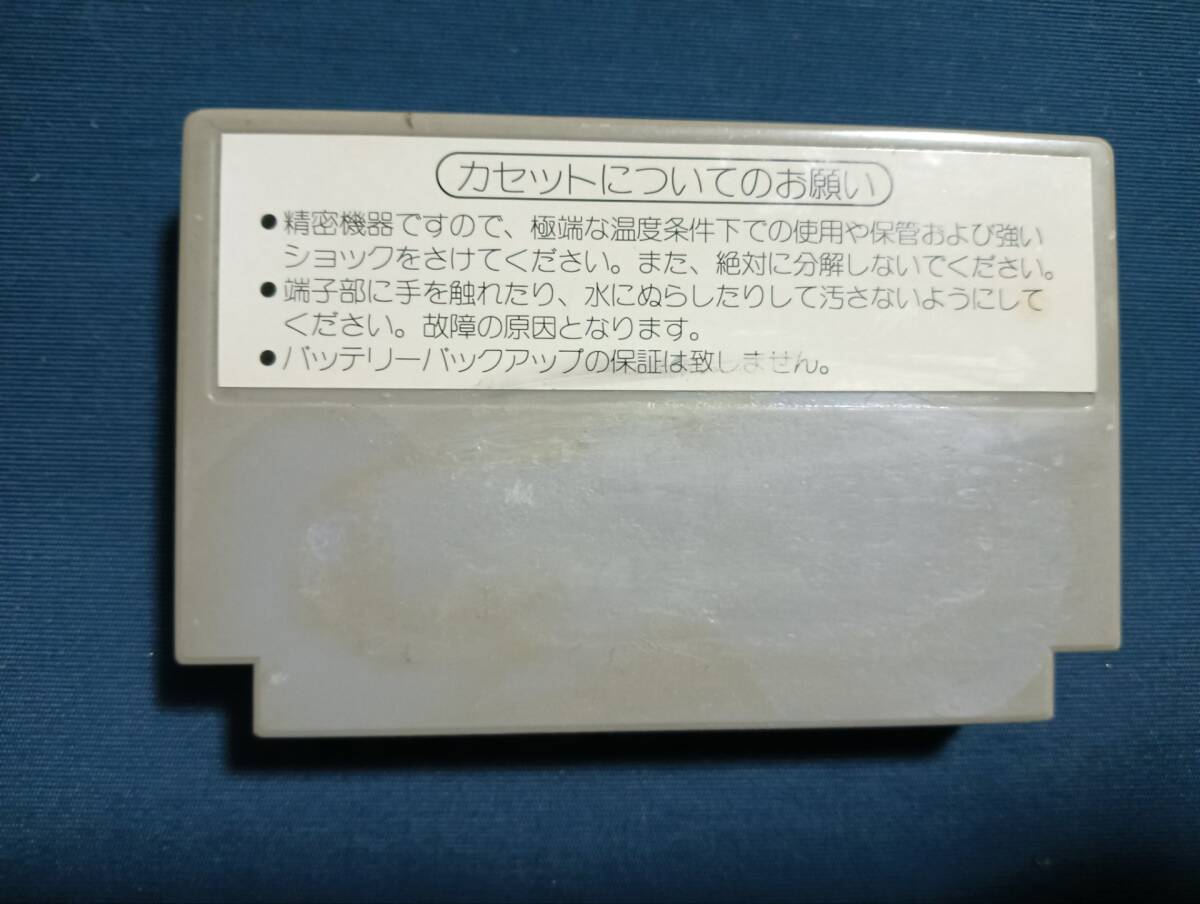 カセットについてのお願い
●精密機器ですので、極端な温度条件下での使用や保管および強い
ショックをさけてください。また、絶対に分解しないでください。
●端子部に手を触れたり、水にぬらしたりして汚さないようにして
ください。故障の原因となります。
●バッテリーバックアップの保証は致しません。